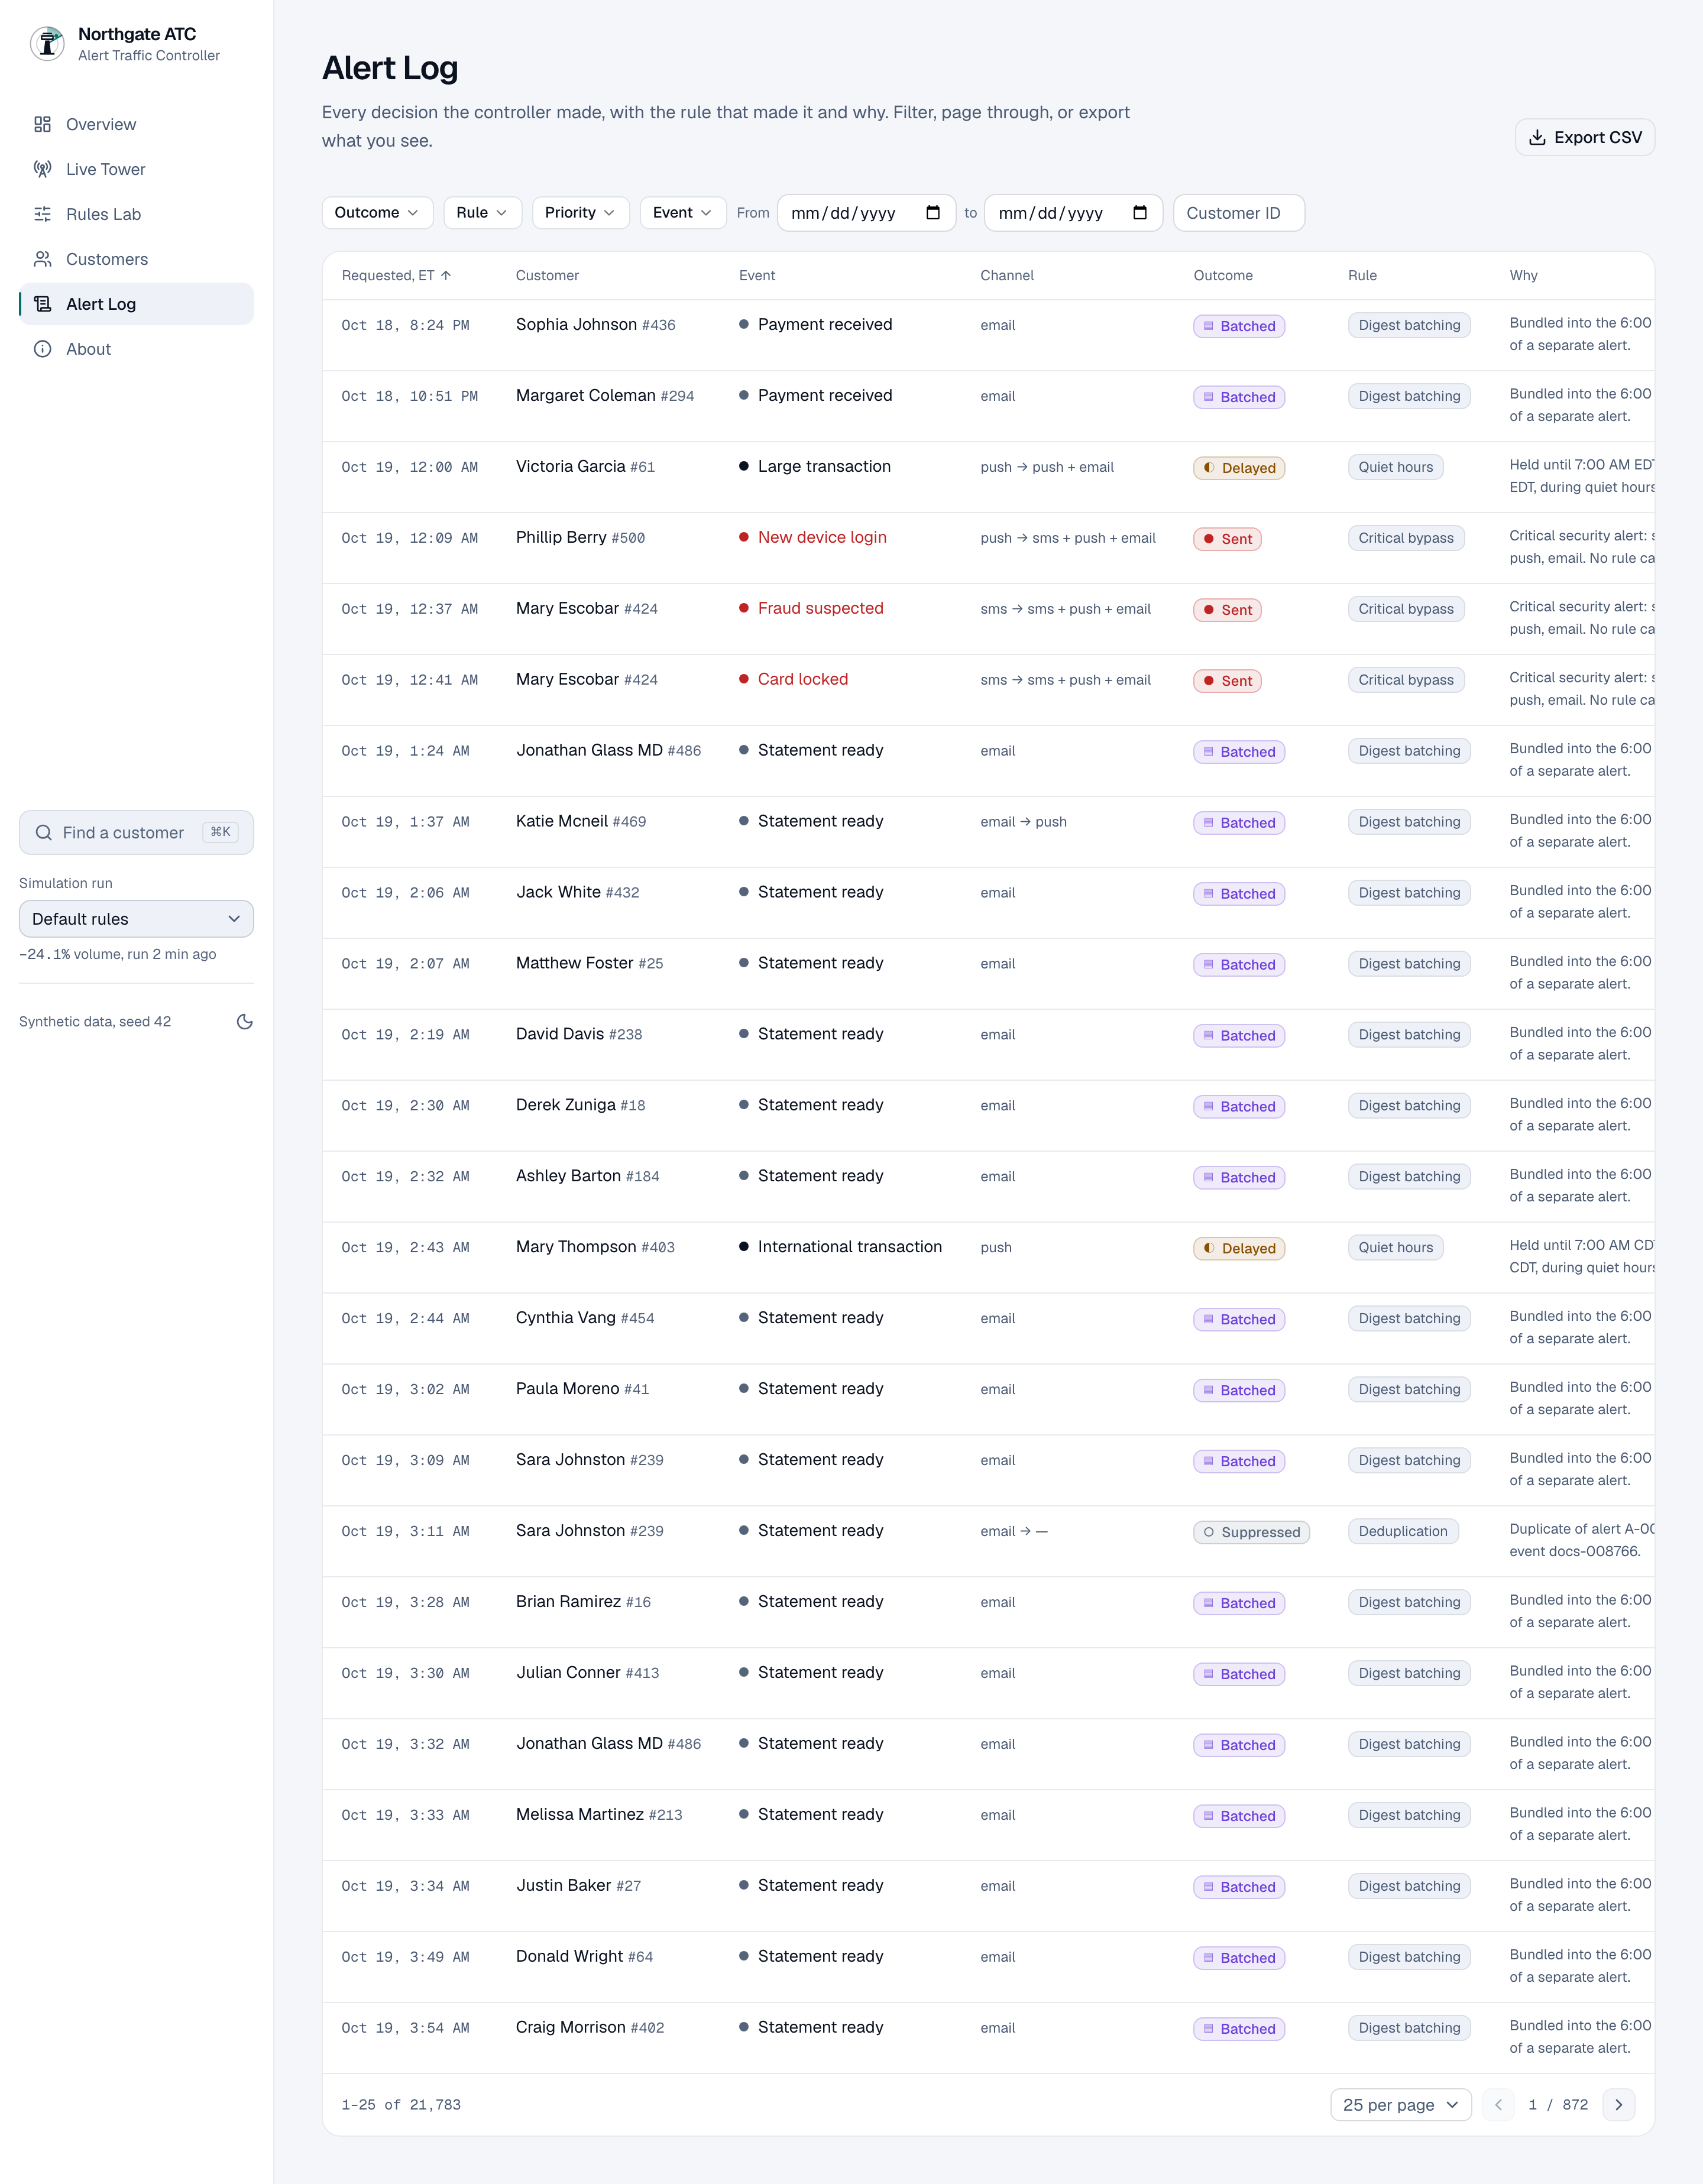 Northgate ATC
Alert Traffic Controller
Overview
Live Tower
Rules Lab
Customers
Alert Log
About
Find a customer ⌘K
Simulation run
Default rules
−24.1% volume, run 2 min ago
Synthetic data, seed 42
Alert Log
Every decision the controller made, with the rule that made it and why. Filter, page through, or export
what you see.
Export CSV
Outcome Rule Priority Event From mm/dd/yyyy to mm/dd/yyyy Customer ID
Requested, ET ↑ Customer Event Channel Outcome Rule Why
Oct 18, 8:24 PM Sophia Johnson #436 Payment received email Batched Digest batching Bundled into the 6:00
of a separate alert.
Oct 18, 10:51 PM Margaret Coleman #294 Payment received email Batched Digest batching Bundled into the 6:00
of a separate alert.
Oct 19, 12:00 AM Victoria Garcia #61 Large transaction push → push + email Delayed Quiet hours Held until 7:00 AM EDT
EDT, during quiet hours
Oct 19, 12:09 AM Phillip Berry #500 New device login push → sms + push + email Sent Critical bypass Critical security alert:
push, email. No rule
Oct 19, 12:37 AM Mary Escobar #424 Fraud suspected sms → sms + push + email Sent Critical bypass Critical security alert:
push, email. No rule
Oct 19, 12:41 AM Mary Escobar #424 Card locked sms → sms + push + email Sent Critical bypass Critical security alert:
push, email. No rule
Oct 19, 1:24 AM Jonathan Glass MD #486 Statement ready email Batched Digest batching Bundled into the 6:00
of a separate alert.
Oct 19, 1:37 AM Katie Mcneil #469 Statement ready email → push Batched Digest batching Bundled into the 6:00
of a separate alert.
Oct 19, 2:06 AM Jack White #432 Statement ready email Batched Digest batching Bundled into the 6:00
of a separate alert.
Oct 19, 2:07 AM Matthew Foster #25 Statement ready email Batched Digest batching Bundled into the 6:00
of a separate alert.
Oct 19, 2:19 AM David Davis #238 Statement ready email Batched Digest batching Bundled into the 6:00
of a separate alert.
Oct 19, 2:30 AM Derek Zuniga #18 Statement ready email Batched Digest batching Bundled into the 6:00
of a separate alert.
Oct 19, 2:32 AM Ashley Barton #184 Statement ready email Batched Digest batching Bundled into the 6:00
of a separate alert.
Oct 19, 2:43 AM Mary Thompson #403 International transaction push Delayed Quiet hours Held until 7:00 AM CDT
CDT, during quiet hours
Oct 19, 2:44 AM Cynthia Vang #454 Statement ready email Batched Digest batching Bundled into the 6:00
of a separate alert.
Oct 19, 3:02 AM Paula Moreno #41 Statement ready email Batched Digest batching Bundled into the 6:00
of a separate alert.
Oct 19, 3:09 AM Sara Johnston #239 Statement ready email Batched Digest batching Bundled into the 6:00
of a separate alert.
Oct 19, 3:11 AM Sara Johnston #239 Statement ready email → — Suppressed Deduplication Duplicate of alert
event docs-008766.
Oct 19, 3:28 AM Brian Ramirez #16 Statement ready email Batched Digest batching Bundled into the 6:00
of a separate alert.
Oct 19, 3:30 AM Julian Conner #413 Statement ready email Batched Digest batching Bundled into the 6:00
of a separate alert.
Oct 19, 3:32 AM Jonathan Glass MD #486 Statement ready email Batched Digest batching Bundled into the 6:00
of a separate alert.
Oct 19, 3:33 AM Melissa Martinez #213 Statement ready email Batched Digest batching Bundled into the 6:00
of a separate alert.
Oct 19, 3:34 AM Justin Baker #27 Statement ready email Batched Digest batching Bundled into the 6:00
of a separate alert.
Oct 19, 3:49 AM Donald Wright #64 Statement ready email Batched Digest batching Bundled into the 6:00
of a separate alert.
Oct 19, 3:54 AM Craig Morrison #402 Statement ready email Batched Digest batching Bundled into the 6:00
of a separate alert.
1–25 of 21,783 25 per page 1 / 872